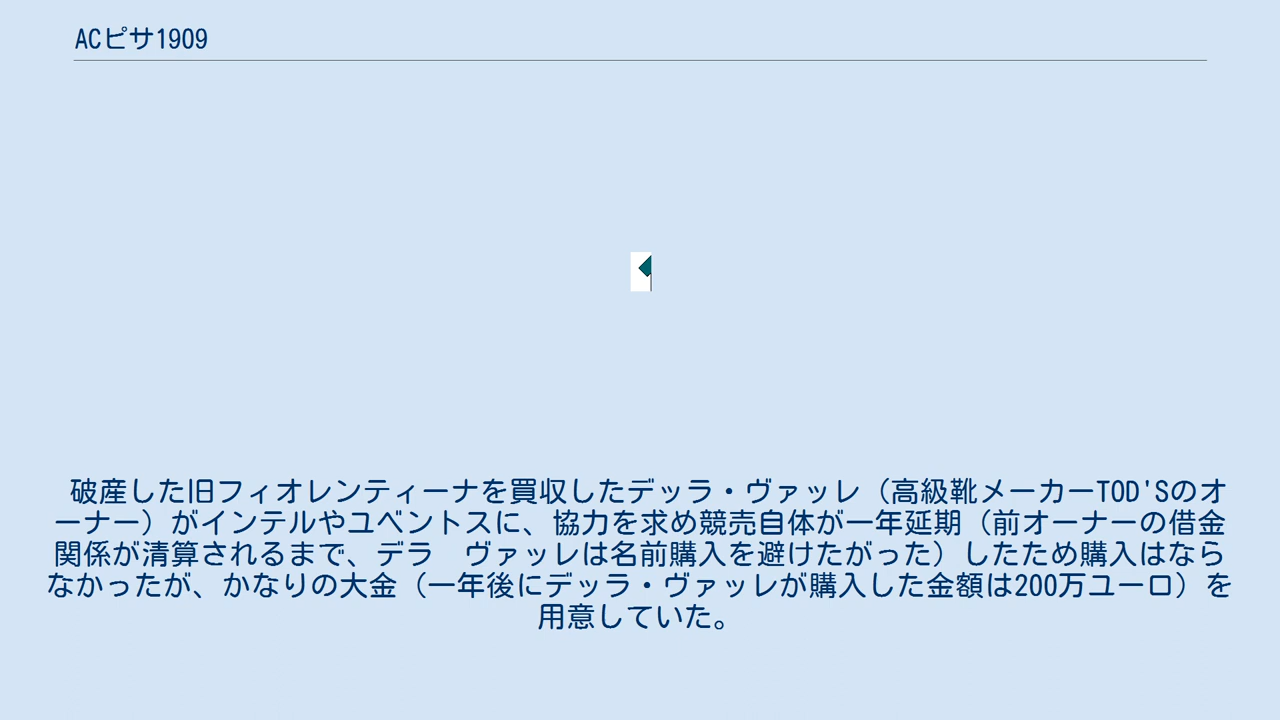 ACピサ1909
破産した旧フィオレンティーナを買収したデッラ・ヴァッレ（高級靴メーカーTOD'Sのオ
ーナー）がインテルやユベントスに、協力を求め競売自体が一年延期（前オーナーの借金
関係が清算されるまで、デラ　ヴァッレは名前購入を避けたがった）したため購入はなら
なかったが、かなりの大金（一年後にデッラ・ヴァッレが購入した金額は200万ユーロ）を
用意していた。